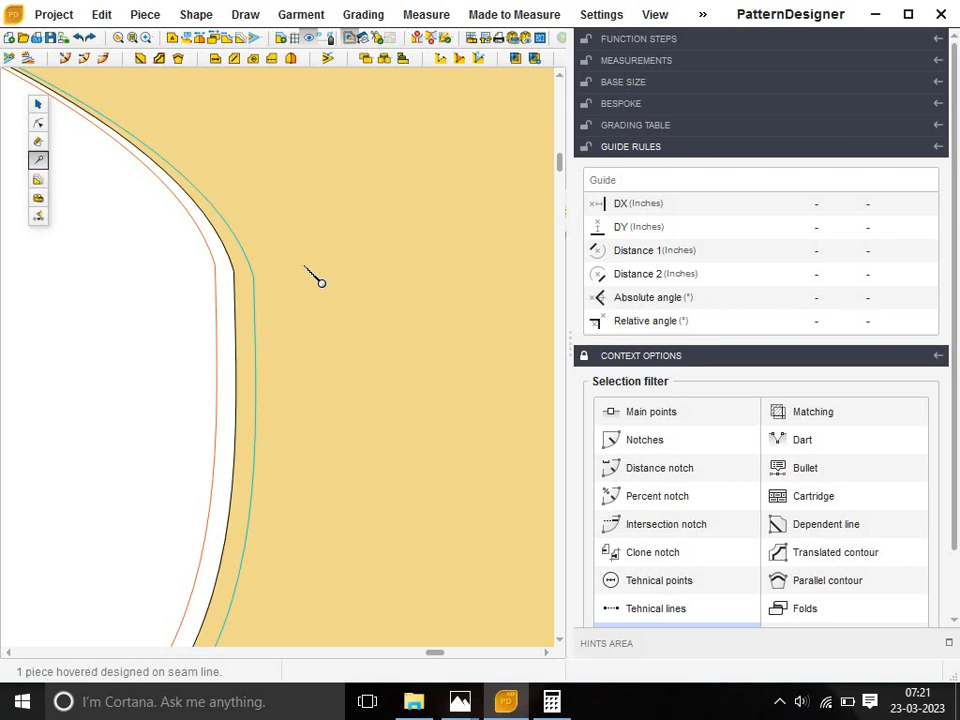 Project Edit Piece Shape Draw Garment Grading Measure Made to Measure Settings View » PatternDesigner
FUNCTION STEPS
MEASUREMENTS
BASE SIZE
BESPOKE
GRADING TABLE
GUIDE RULES
Guide
DX (Inches) - -
DY (Inches) - -
Distance 1(Inches) - -
Distance 2 (Inches) - -
Absolute angle (°) - -
Relative angle (°) - -
CONTEXT OPTIONS
Selection filter
Main points Matching
Notches Dart
Distance notch Bullet
Percent notch Cartridge
Intersection notch Dependent line
Clone notch Translated contour
Tehnical points Parallel contour
Tehnical lines Folds
HINTS AREA
1 piece hovered designed on seam line.
I'm Cortana. Ask me anything.
07:21
23-03-2023